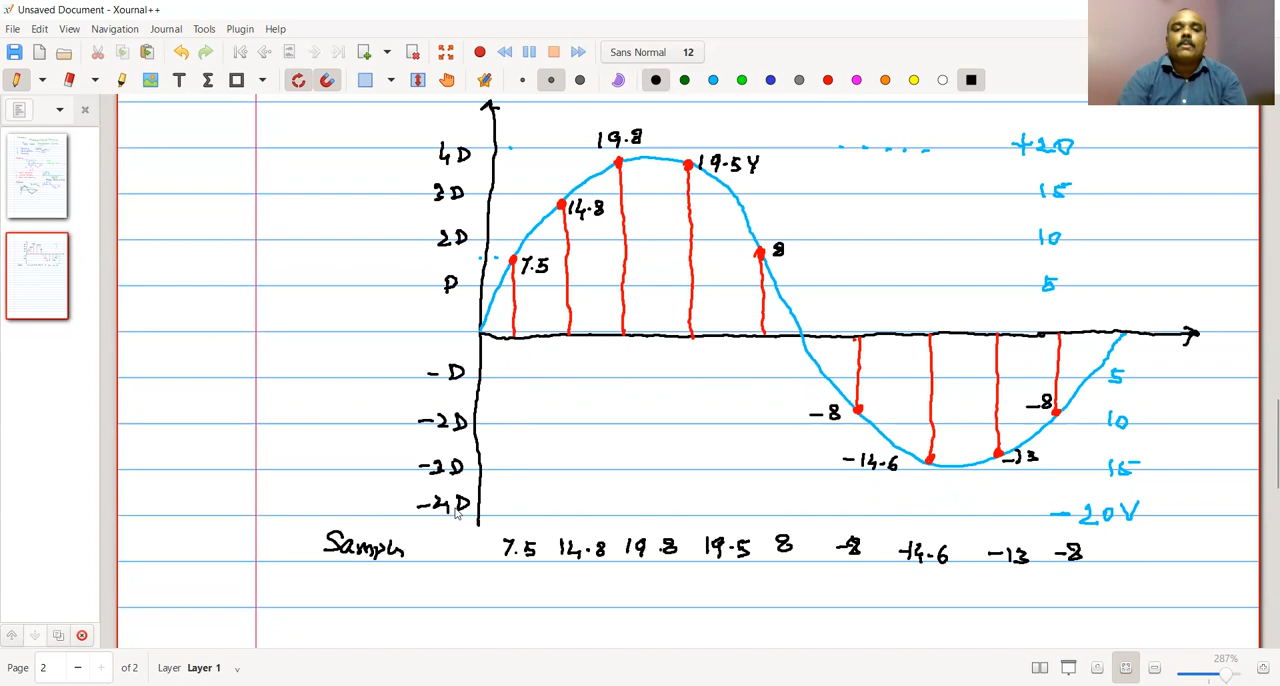 Unsaved Document - Xournal++
File Edit View Navigation Journal Tools Plugin Help
Sans Normal 12
19.8
4D +20
19.5V
3D 15
14.8
2D 10
8
7.5
D 5
-D 5
-8
-8
-2D 10
-14.6 -13
-3D 15
-4D -20V
Sample 7.5 14.8 19.8 19.5 8 -8 -14.6 -13 -8
Page 2 of 2 Layer Layer 1 287%